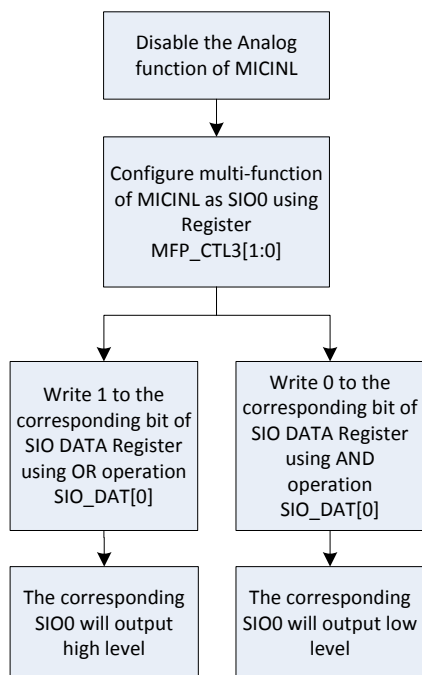 Disable the Analog
function of MICINL
Configure multi-function
of MICINL as SIO0 using
Register
MFP_CTL3[1:0]
Write 1 to the
corresponding bit of
SIO DATA Register
using OR operation
SIO_DAT[0]
Write 0 to the
corresponding bit of
SIO DATA Register
using AND
operation
SIO_DAT[0]
The corresponding
SIO0 will output
high level
The corresponding
SIO0 will output low
level